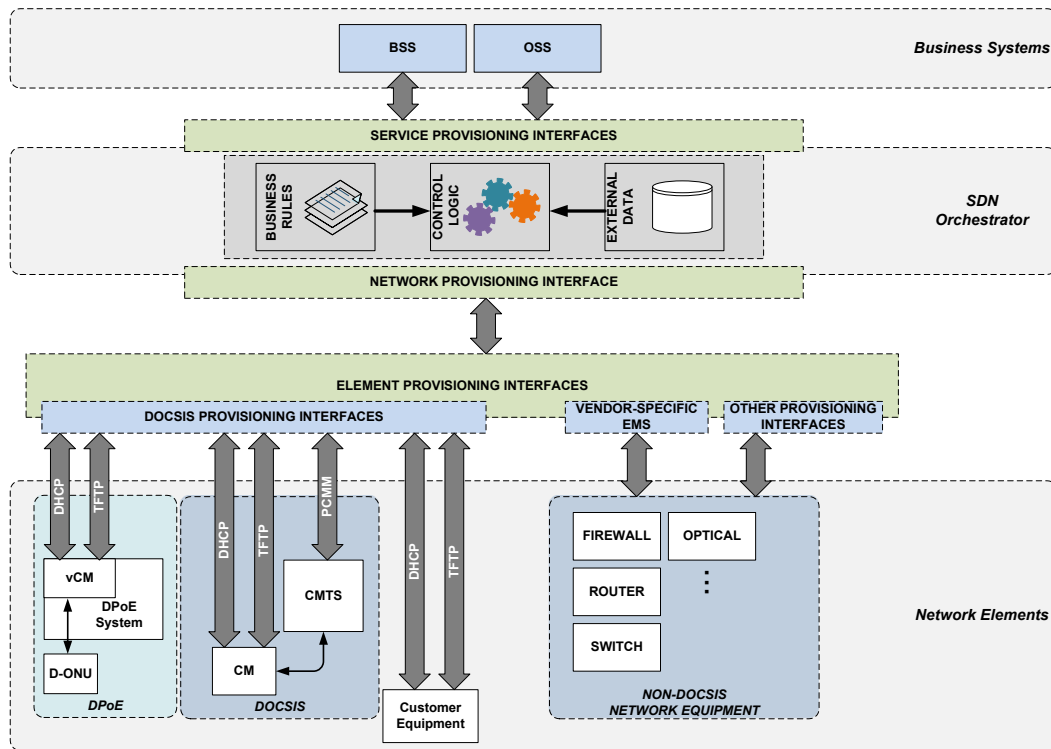 BSS
OSS
Business Systems
SERVICE PROVISIONING INTERFACES
BUSINESS
RULES
CONTROL
LOGIC
EXTERNAL
DATA
SDN
Orchestrator
NETWORK PROVISIONING INTERFACE
ELEMENT PROVISIONING INTERFACES
DOCSIS PROVISIONING INTERFACES
VENDOR-SPECIFIC
EMS
OTHER PROVISIONING
INTERFACES
DHCP
TFTP
DHCP
TFTP
PCMM
DHCP
TFTP
vCM
DPoE
System
D-ONU
DPoE
CMTS
CM
DOCSIS
Customer
Equipment
FIREWALL
OPTICAL
ROUTER
SWITCH
NON-DOCSIS
NETWORK EQUIPMENT
Network Elements